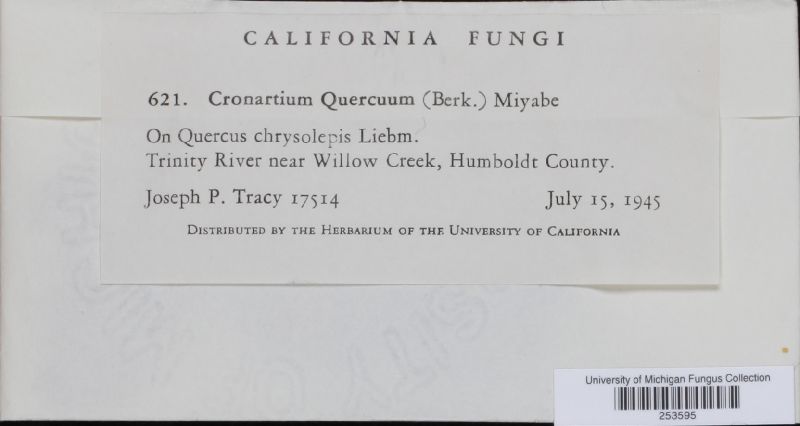 CALIFORNIA FUNGI
621. Cronartium Quercuum (Berk.) Miyabe
On Quercus chrysolepis Liebm.
Trinity River near Willow Creek, Humboldt County.
Joseph P. Tracy 17514 July 15, 1945
Distributed by the Herbarium of the University of California
University of Michigan Fungus Collection
253595